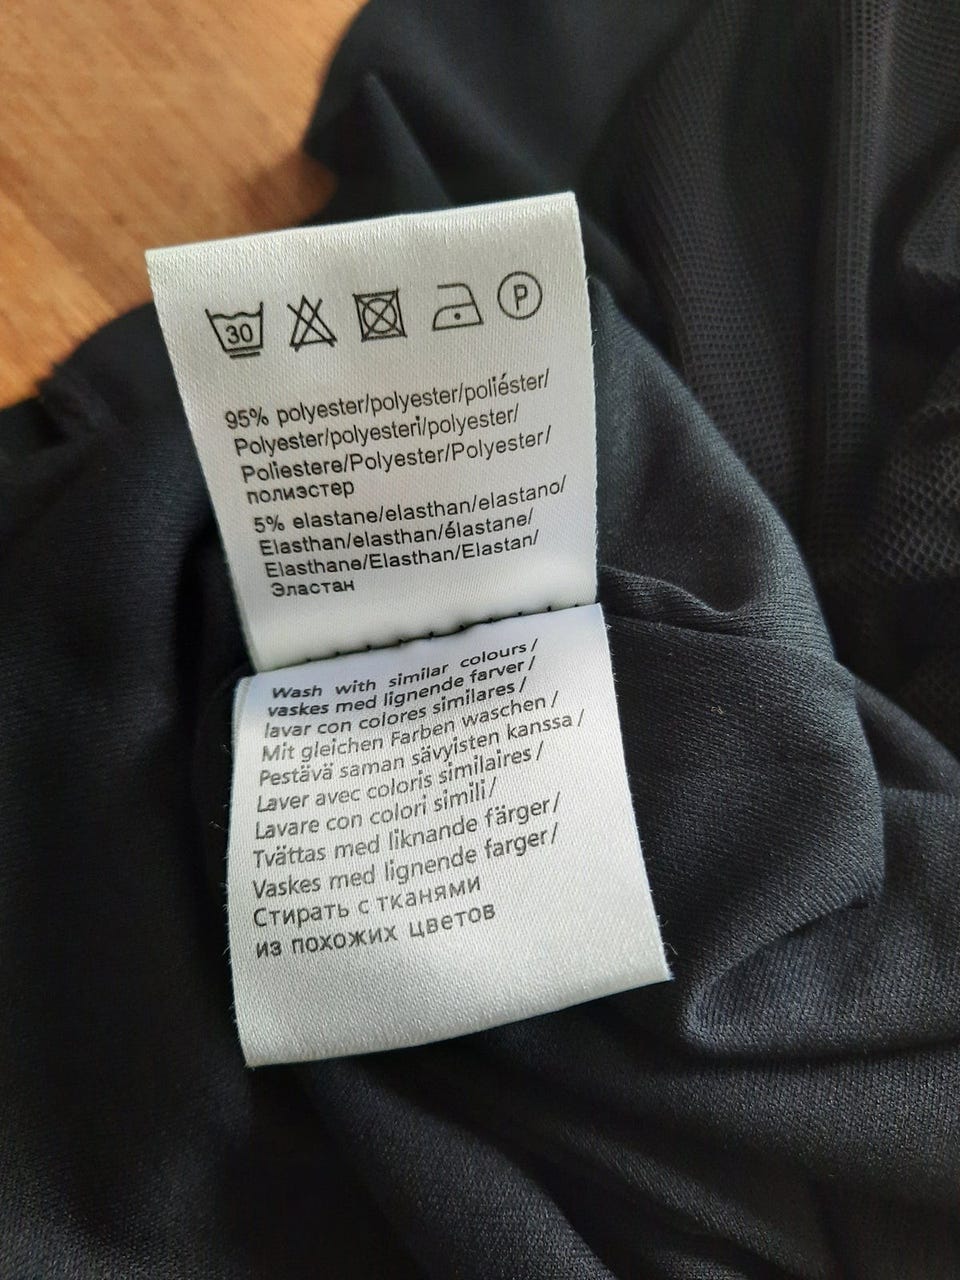 30 P
95% polyester/polyester/poliéster/
Polyester/polyesteri/polyester/
Poliestere/Polyester/Polyester/
полиэстер
5% elastane/elasthan/elastano/
Elasthan/elasthan/élastane/
Elasthane/Elasthan/Elastan/
Эластан
Wash with similar colours/
vaskes med lignende farver/
lavar con colores similares/
Mit gleichen Farben waschen/
Pestävä saman sävyisten kanssa/
Laver avec coloris similaires/
Lavare con colori simili/
Tvättas med liknande färger/
Vaskes med lignende farger/
Стирать с тканями
из похожих цветов